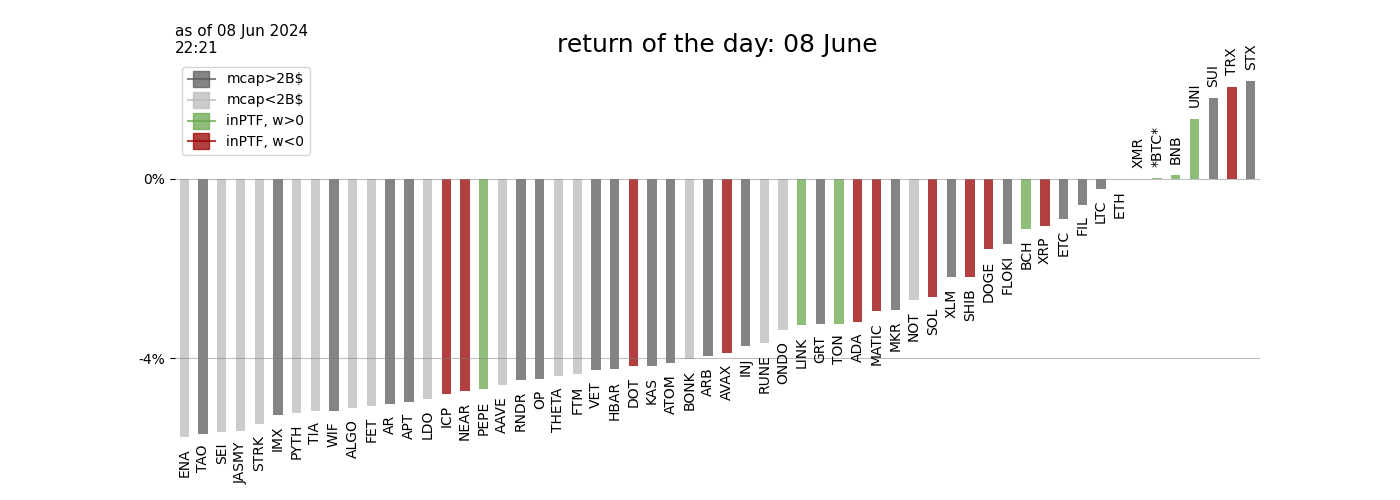 as of 08 Jun 2024
22:21
return of the day: 08 June
mcap>2B$
mcap<2B$
inPTF, w>0
inPTF, w<0
0%
-4%
ENA
TAO
SEI
JASMY
STRK
IMX
PYTH
TIA
WIF
ALGO
FET
AR
APT
LDO
ICP
NEAR
PEPE
AAVE
RNDR
OP
THETA
FTM
VET
HBAR
DOT
KAS
ATOM
BONK
ARB
AVAX
INJ
RUNE
ONDO
LINK
GRT
TON
ADA
MATIC
MKR
NOT
SOL
XLM
SHIB
DOGE
FLOKI
BCH
XRP
ETC
FIL
LTC
ETH
XMR
*BTC*
BNB
UNI
SUI
TRX
STX